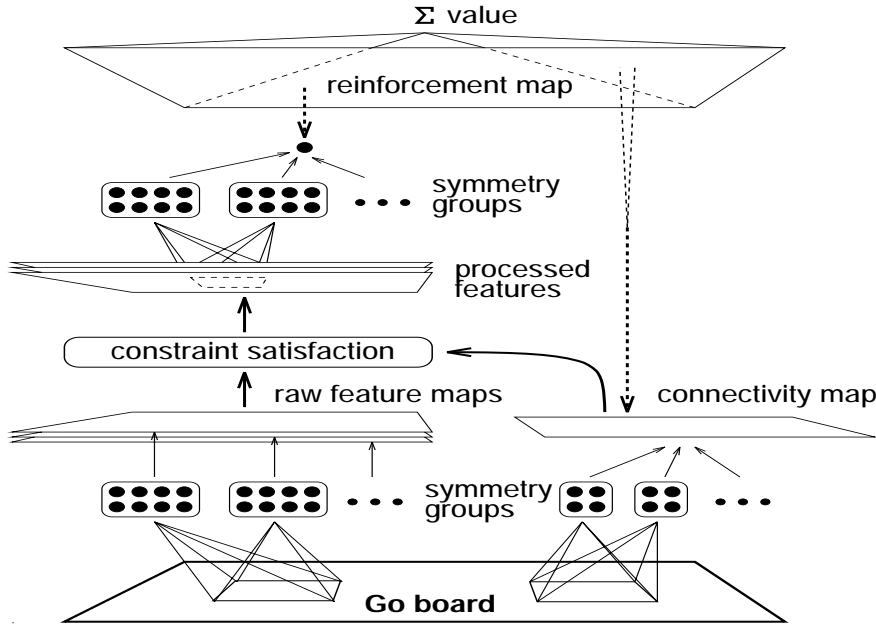 Σ value
reinforcement map
symmetry
groups
processed
features
constraint satisfaction
raw feature maps
connectivity map
symmetry
groups
Go board